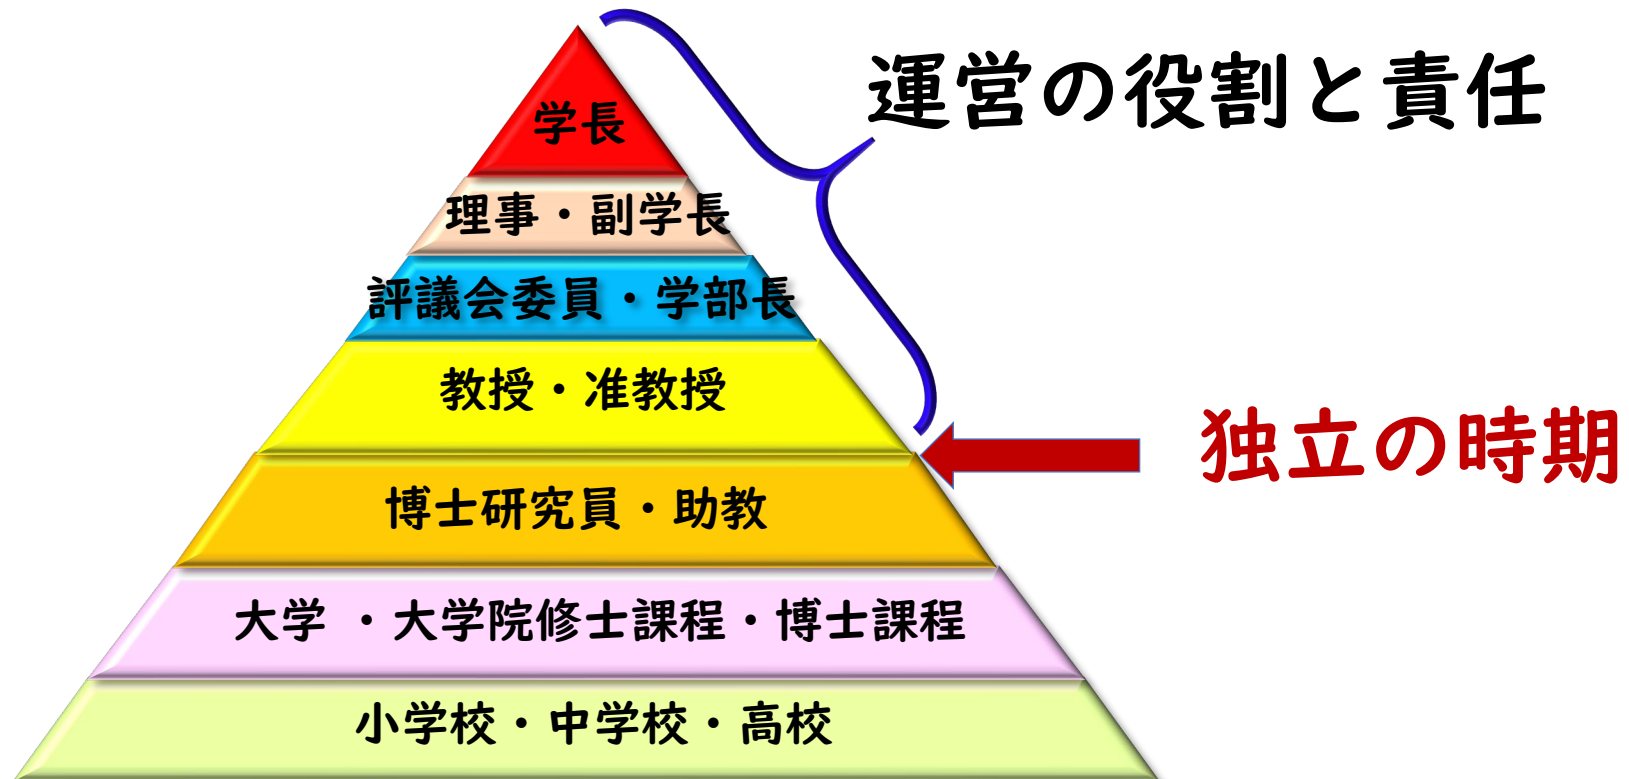 運営の役割と責任
学長
理事・副学長
評議会委員・学部長
教授・准教授
独立の時期
博士研究員・助教
大学 ・大学院修士課程・博士課程
小学校・中学校・高校